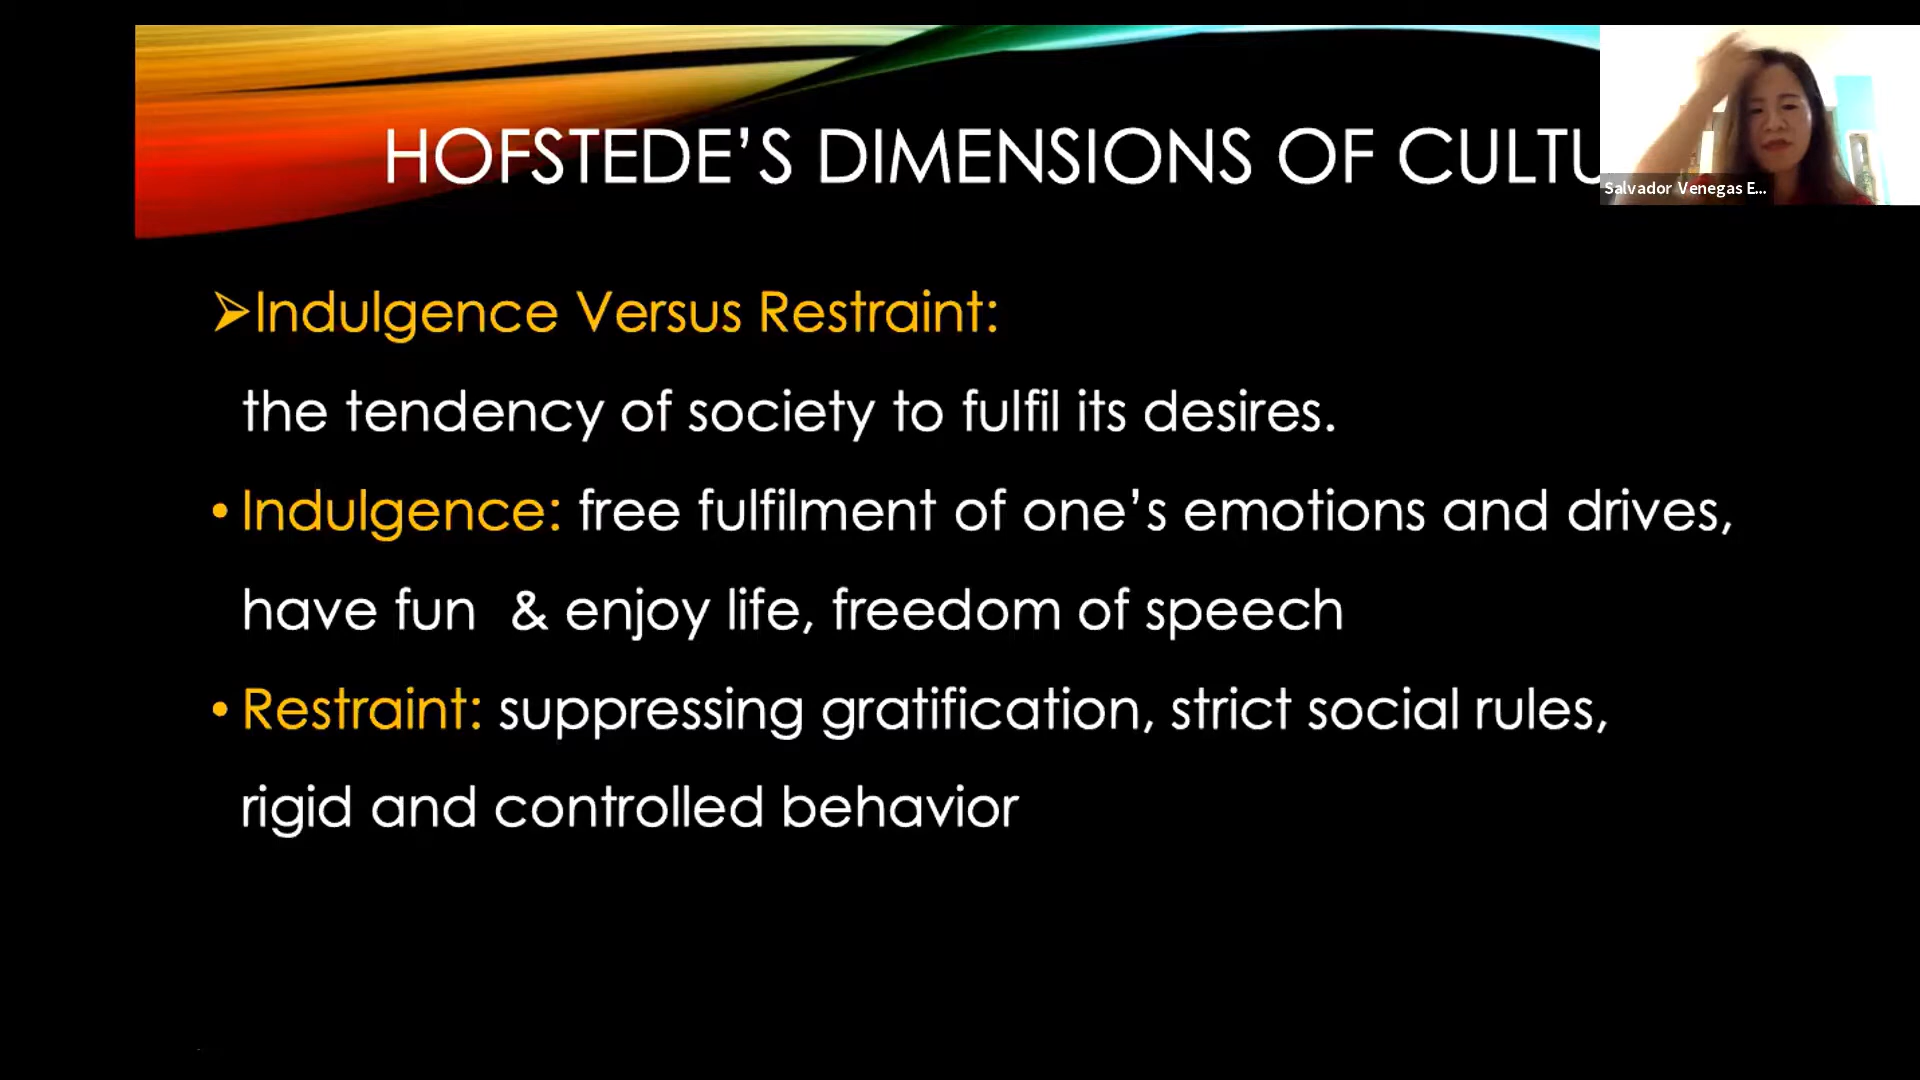 HOFSTEDE’S DIMENSIONS OF CULTU
Salvador Venegas E...
➢Indulgence Versus Restraint:
the tendency of society to fulfil its desires.
• Indulgence: free fulfilment of one’s emotions and drives,
have fun & enjoy life, freedom of speech
• Restraint: suppressing gratification, strict social rules,
rigid and controlled behavior